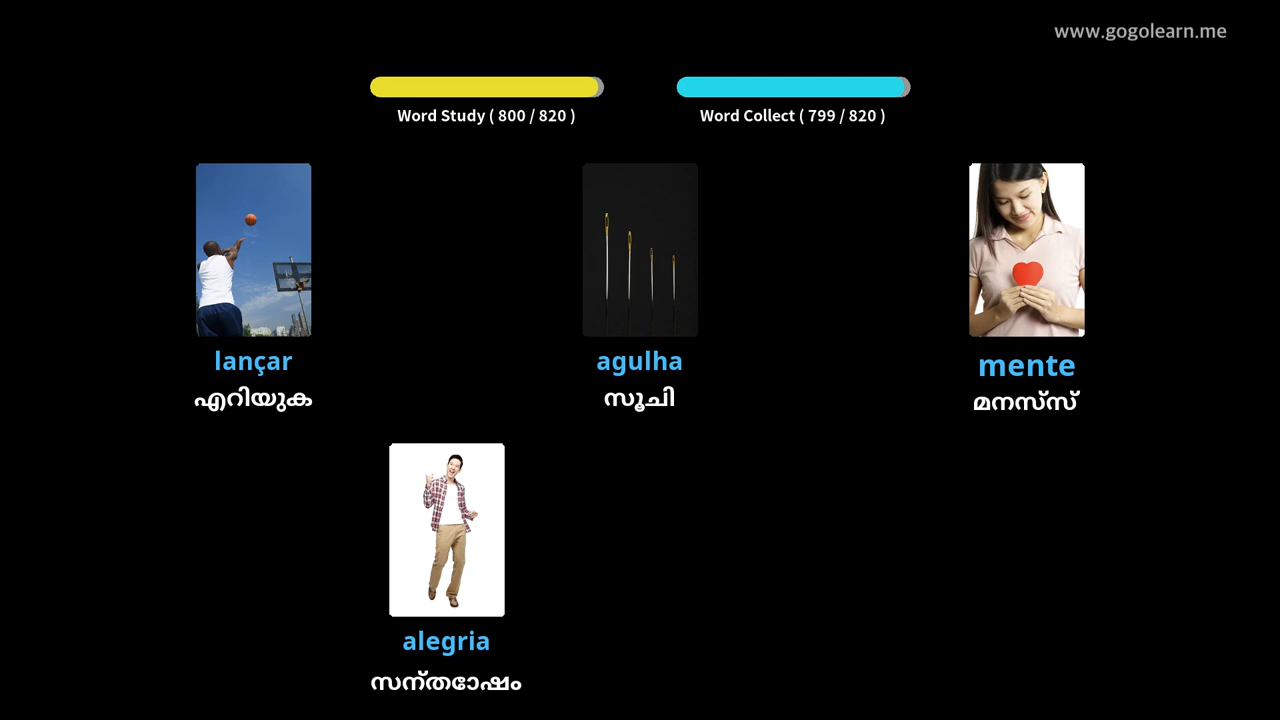 www.gogolearn.me
Word Study ( 800 / 820 )
Word Collect ( 799 / 820 )
lançar
agulha
mente
എറിയുക
സൂചി
മനസ്സ്
alegria
സന്തോഷം